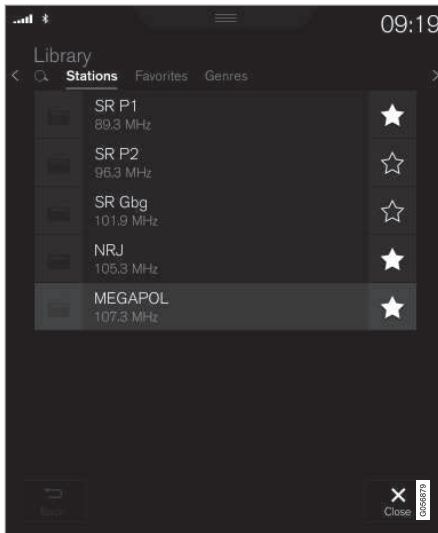 09:19
Library
Stations Favorites Genres
SR P1
89.3 MHz
SR P2
96.3 MHz
SR Gbg
101.9 MHz
NRJ
105.3 MHz
MEGAPOL
107.3 MHz
Back
Close
G056879